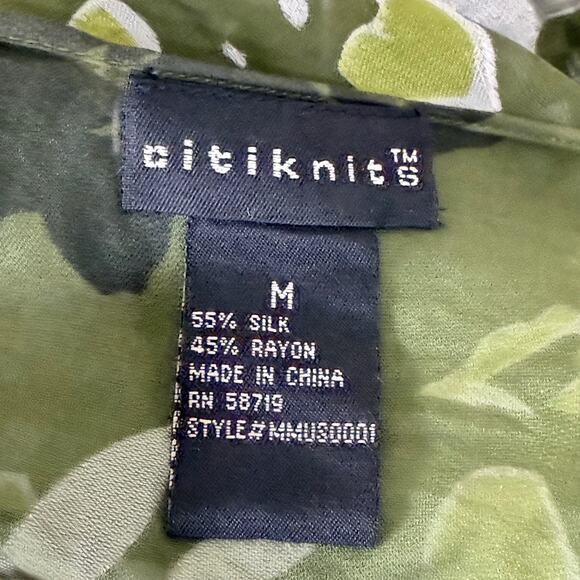 citiknits™
M
55% SILK
45% RAYON
MADE IN CHINA
RN 58719
STYLE#MMUS0001